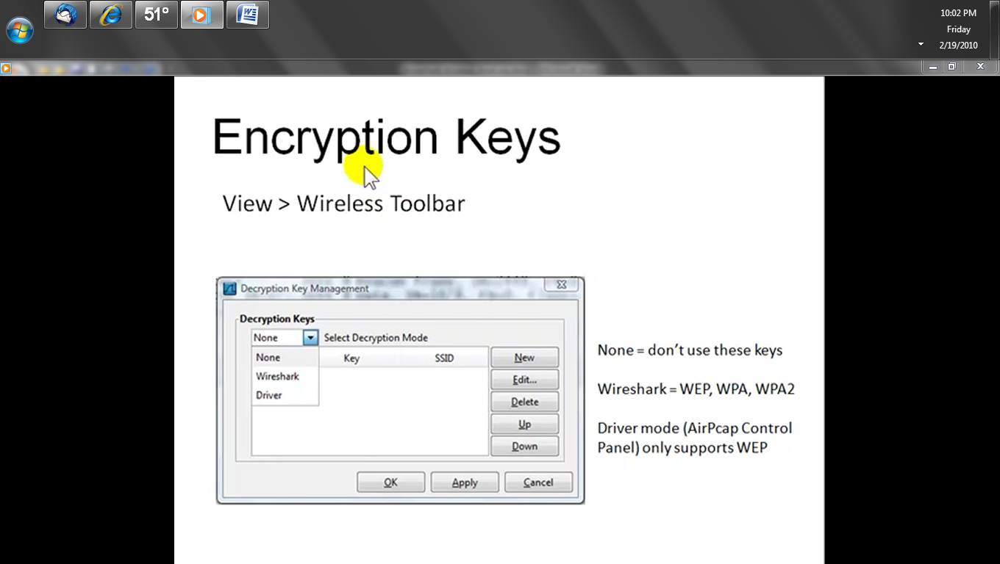 51°
10:02 PM
Friday
2/19/2010
Encryption Keys
View > Wireless Toolbar
Decryption Key Management
Decryption Keys
None
Select Decryption Mode
None
Key
SSID
New
Wireshark
Edit...
Driver
Delete
Up
Down
OK
Apply
Cancel
None = don't use these keys
Wireshark = WEP, WPA, WPA2
Driver mode (AirPcap Control
Panel) only supports WEP